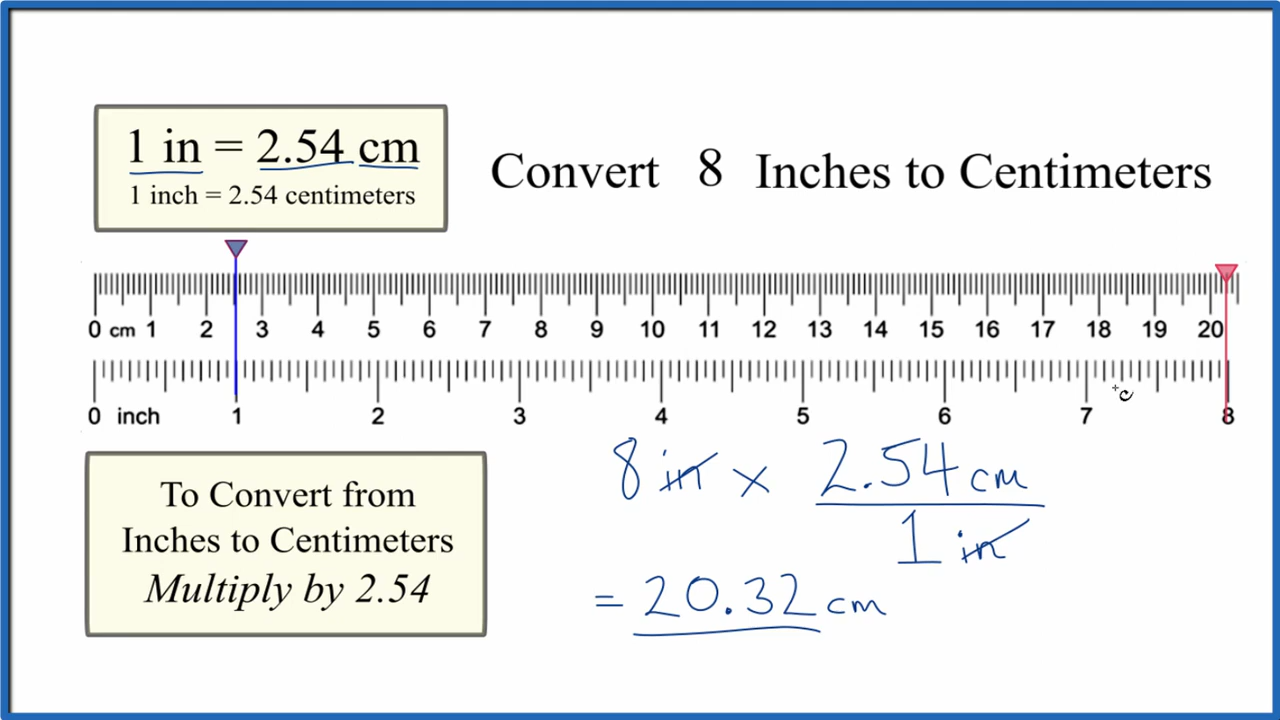 1 in = 2.54 cm
1 inch = 2.54 centimeters
Convert 8 Inches to Centimeters
0 cm 1 2 3 4 5 6 7 8 9 10 11 12 13 14 15 16 17 18 19 20
0 inch 1 2 3 4 5 6 7 8
To Convert from
Inches to Centimeters
Multiply by 2.54
8 in x 2.54 cm
1 in
= 20.32 cm